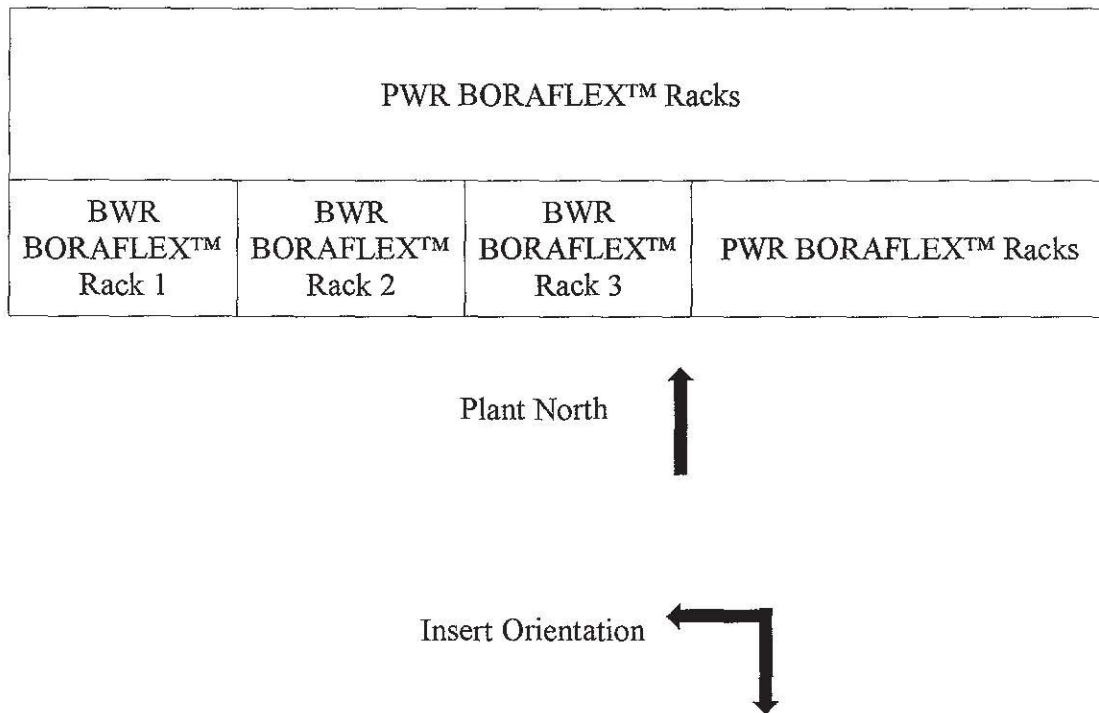 PWR BORAFLEX™ Racks
BWR
BORAFLEX™
Rack 1
BWR
BORAFLEX™
Rack 2
BWR
BORAFLEX™
Rack 3
PWR BORAFLEX™ Racks
Plant North
Insert Orientation